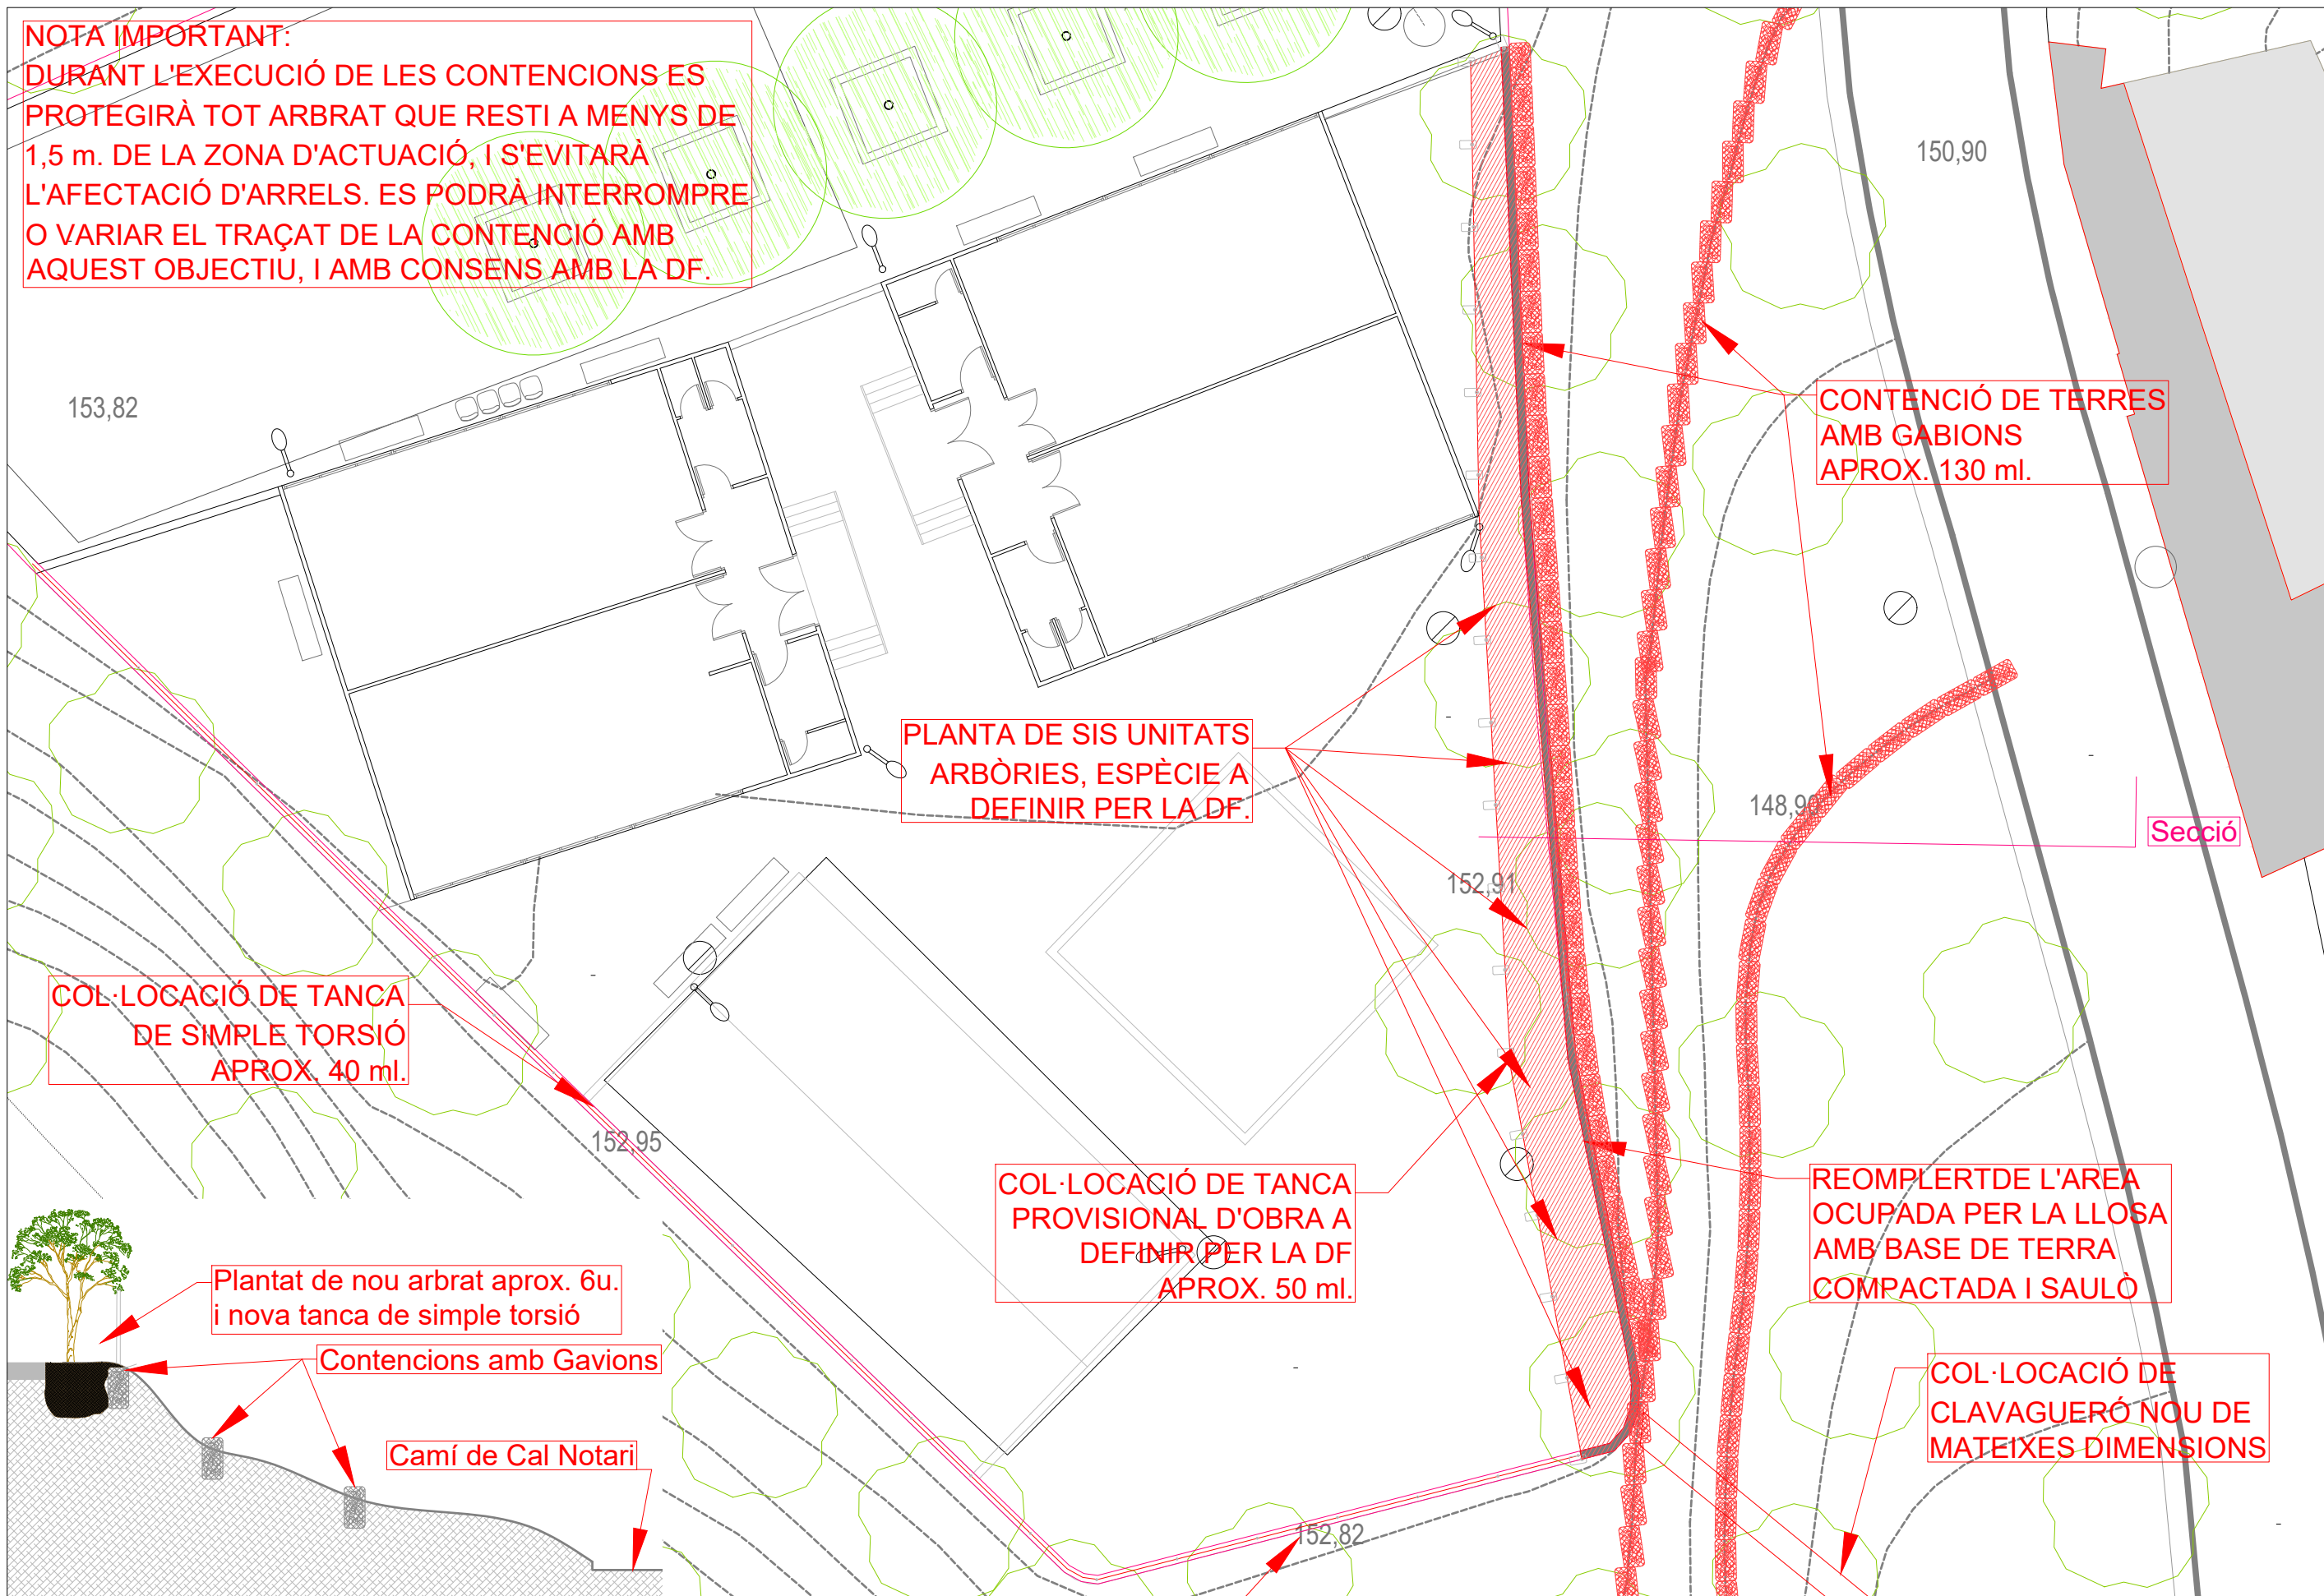 NOTA IMPORTANT:
DURANT L'EXECUCIÓ DE LES CONTENCIONS ES
PROTEGIRÀ TOT ARBRAT QUE RESTI A MENYS DE
1,5 m. DE LA ZONA D'ACTUACIÓ, I S'EVITARÀ
L'AFECTACIÓ D'ARRELS. ES PODRÀ INTERROMPRE
O VARIAR EL TRAÇAT DE LA CONTENCIÓ AMB
AQUEST OBJECTIU, I AMB CONSENS AMB LA DF.
150,90
153,82
CONTENCIÓ DE TERRES
AMB GABIONS
APROX. 130 ml.
PLANTA DE SIS UNITATS
ARBÒRIES, ESPÈCIE A
DEFINIR PER LA DF.
148,90
Secció
152,91
COL·LOCACIÓ DE TANCA
DE SIMPLE TORSIÓ
APROX. 40 ml.
152,95
COL·LOCACIÓ DE TANCA
PROVISIONAL D'OBRA A
DEFINIR PER LA DF
APROX. 50 ml.
REOMPLERTDE L'AREA
OCUPADA PER LA LLOSA
AMB BASE DE TERRA
COMPACTADA I SAULÒ
Plantat de nou arbrat aprox. 6u.
i nova tanca de simple torsió
Contencions amb Gavions
Camí de Cal Notari
COL·LOCACIÓ DE
CLAVAGUERÓ NOU DE
MATEIXES DIMENSIONS
152,82